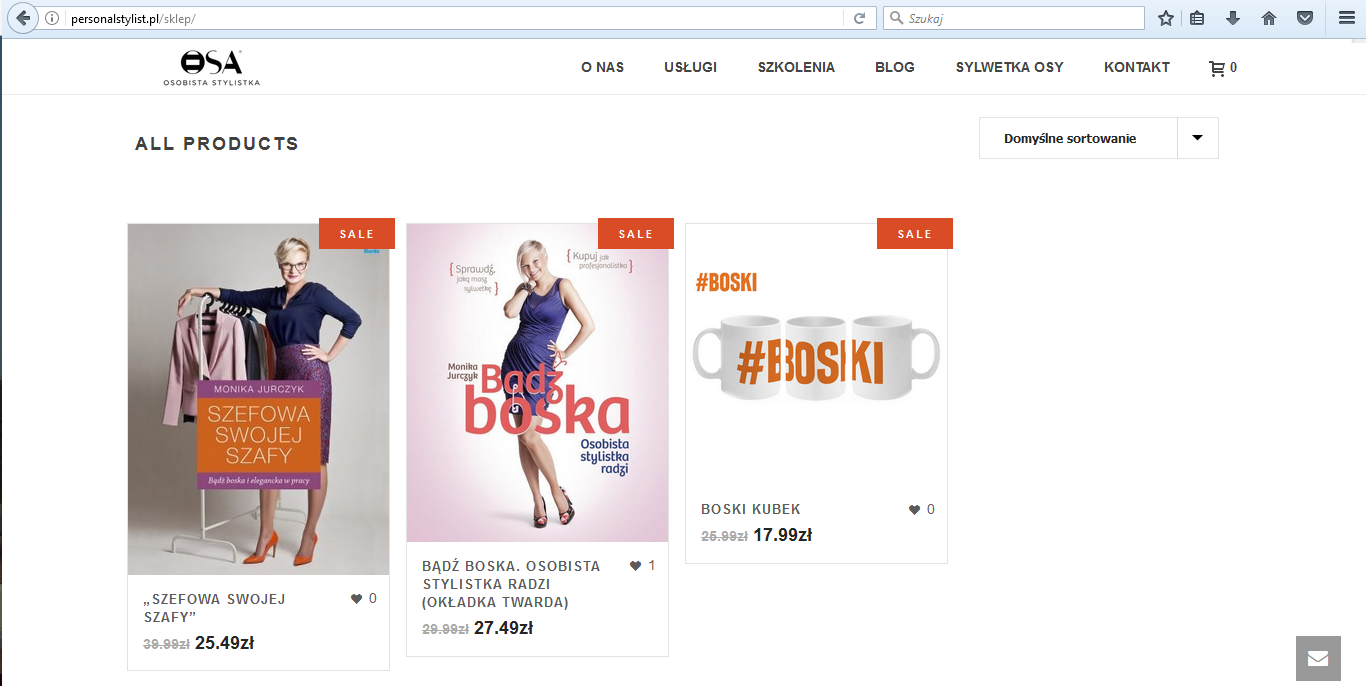 personalstylist.pl/sklep/
Szukaj
OSA
OSOBISTA STYLISTKA
O NAS
USŁUGI
SZKOLENIA
BLOG
SYLWETKA OSY
KONTAKT
0
ALL PRODUCTS
Domyślne sortowanie
SALE
Burda
MONIKA JURCZYK
SZEFOWA
SWOJEJ
SZAFY
Bądź boska i elegancka w pracy
„SZEFOWA SWOJEJ
SZAFY”
0
39.99zł 25.49zł
SALE
{ Sprawdź,
jaką masz
sylwetkę }
{ Kupuj jak
profesjonalistka }
Monika
Jurczyk
Bądź
boska
Osobista
stylistka
radzi
BĄDŹ BOSKA. OSOBISTA
STYLISTKA RADZI
(OKŁADKA TWARDA)
1
29.99zł 27.49zł
SALE
#BOSKI
#BOSKI
BOSKI KUBEK
0
25.99zł 17.99zł